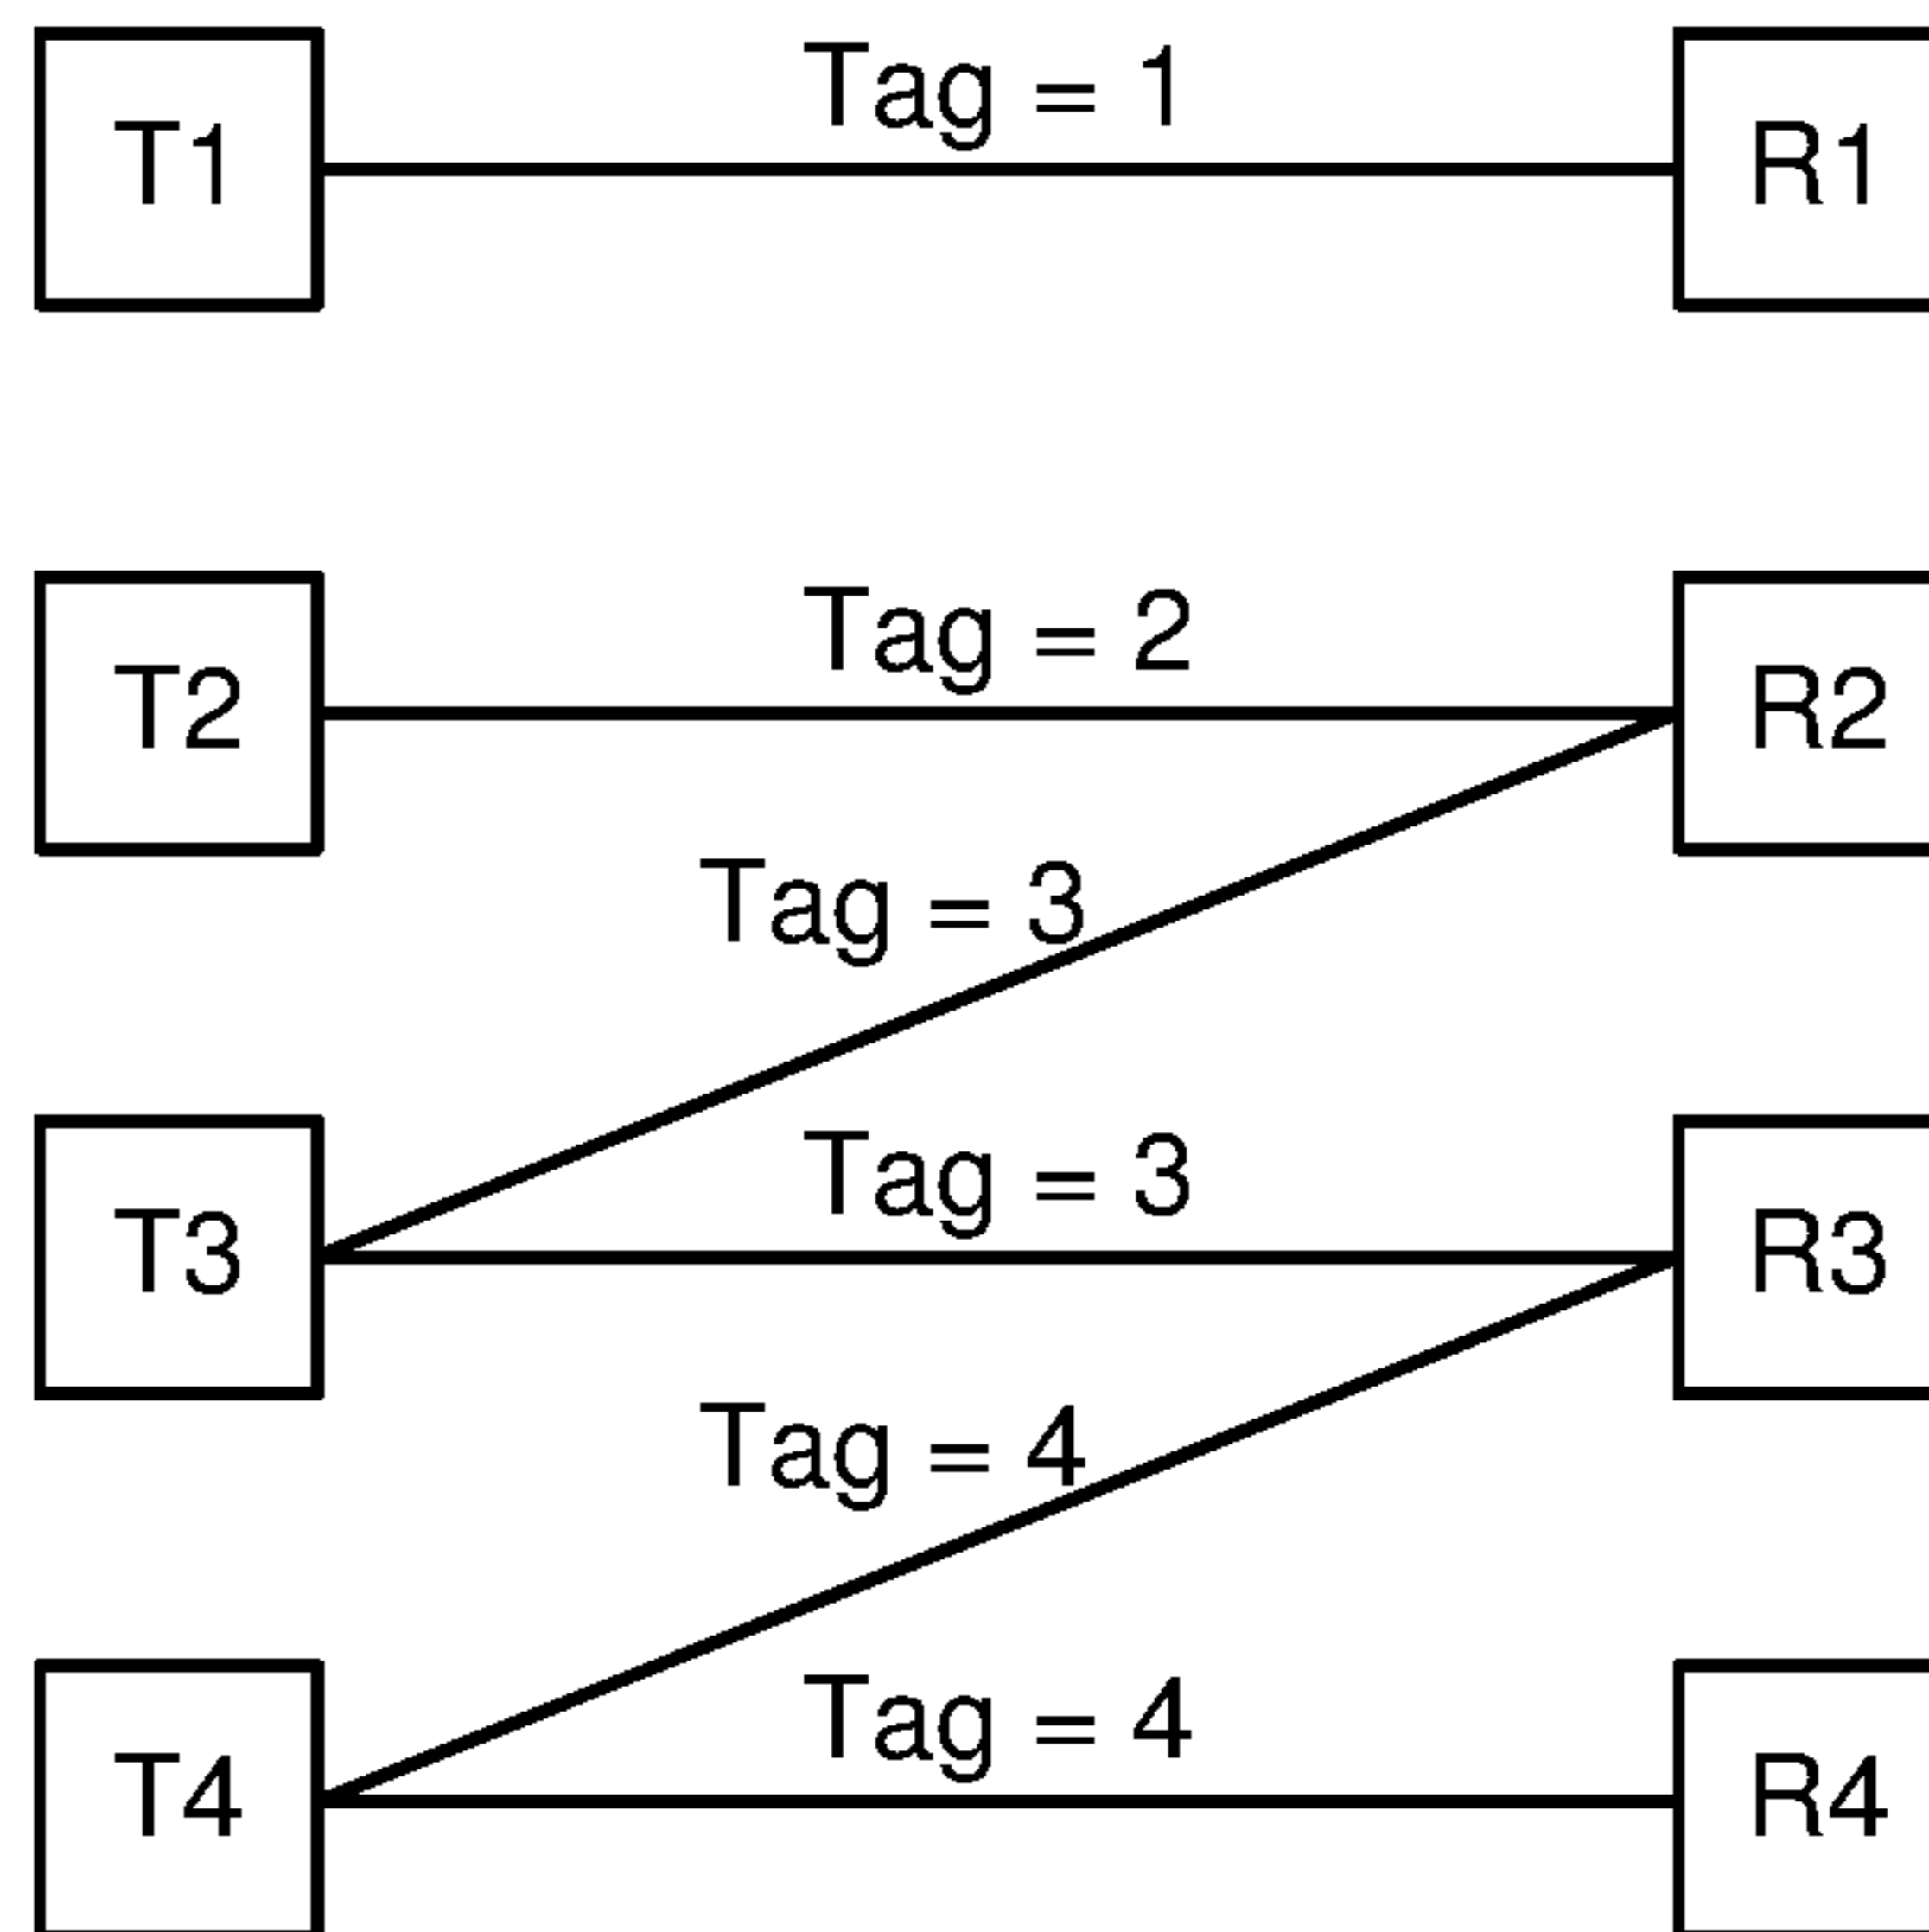 Tag = 1
T1 R1
Tag = 2
T2 R2
Tag = 3
Tag = 3
T3 R3
Tag = 4
Tag = 4
T4 R4